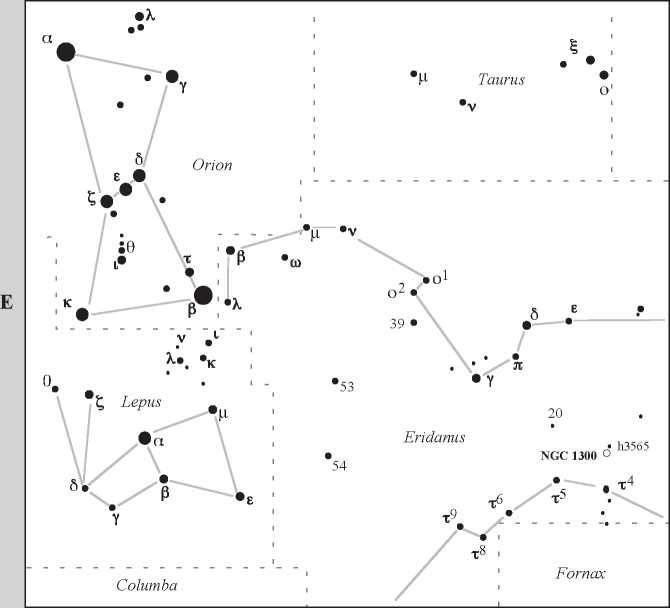 λ
α
γ
ξ
μ
Taurus
ν
ο
δ
ε
Orion
ζ
θ
ι
τ
κ
β
β
ω
λ
μ
ν
ο1
ο2
39
E
δ
ε
π
γ
ν
ι
λ
κ
θ
ζ
Lepus
μ
α
δ
γ
β
ε
53
54
Eridanus
20
h3565
NGC 1300
τ4
τ5
τ6
τ9
τ8
Columba
Fornax